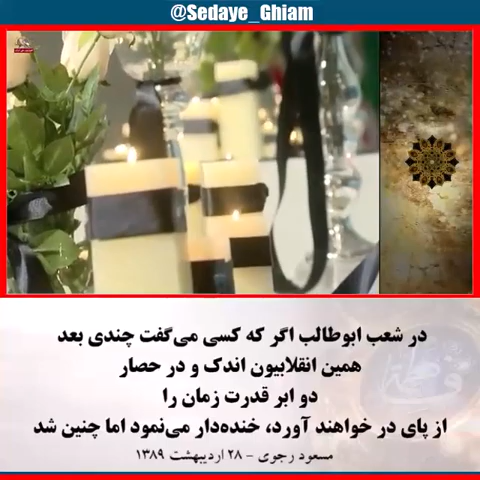 @Sedaye_Ghiam
در شعب ابوطالب اگر که کسی می‌گفت چندی بعد
همین انقلابیون اندک و در حصار
دو ابر قدرت زمان را
از پای در خواهند آورد، خنده‌دار می‌نمود اما چنین شد
مسعود رجوی – ۲۸ اردیبهشت ۱۳۸۹